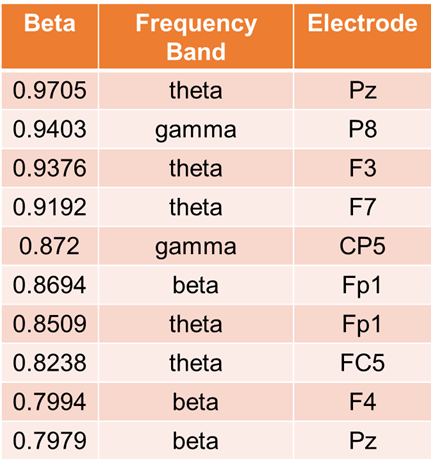 Beta Frequency Band Electrode
0.9705 theta Pz
0.9403 gamma P8
0.9376 theta F3
0.9192 theta F7
0.872 gamma CP5
0.8694 beta Fp1
0.8509 theta Fp1
0.8238 theta FC5
0.7994 beta F4
0.7979 beta Pz